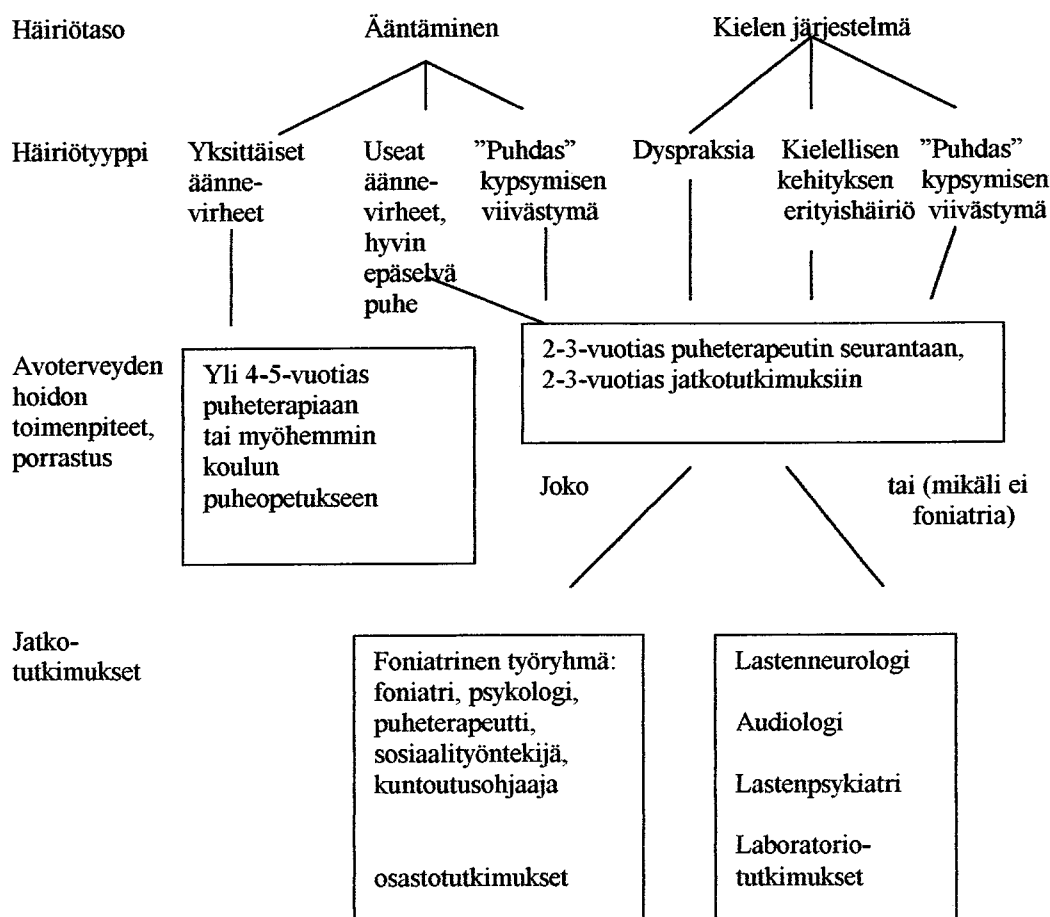 Häiriötaso Ääntäminen Kielen järjestelmä
Häiriötyyppi
Yksittäiset
äänne-
virheet
Useat
äänne-
virheet,
hyvin
epäselvä
puhe
”Puhdas”
kypsymisen
viivästymä
Dyspraksia
Kielellisen
kehityksen
erityishäiriö
”Puhdas”
kypsymisen
viivästymä
Avoterveyden
hoidon
toimenpiteet,
porrastus
Yli 4-5-vuotias
puheterapiaan
tai myöhemmin
koulun
puheopetukseen
2-3-vuotias puheterapeutin seurantaan,
2-3-vuotias jatkotutkimuksiin
Joko
tai (mikäli ei
foniatria)
Jatko-
tutkimukset
Foniatrinen työryhmä:
foniatri, psykologi,
puheterapeutti,
sosiaalityöntekijä,
kuntoutusohjaaja
osastotutkimukset
Lastenneurologi
Audiologi
Lastenpsykiatri
Laboratorio-
tutkimukset